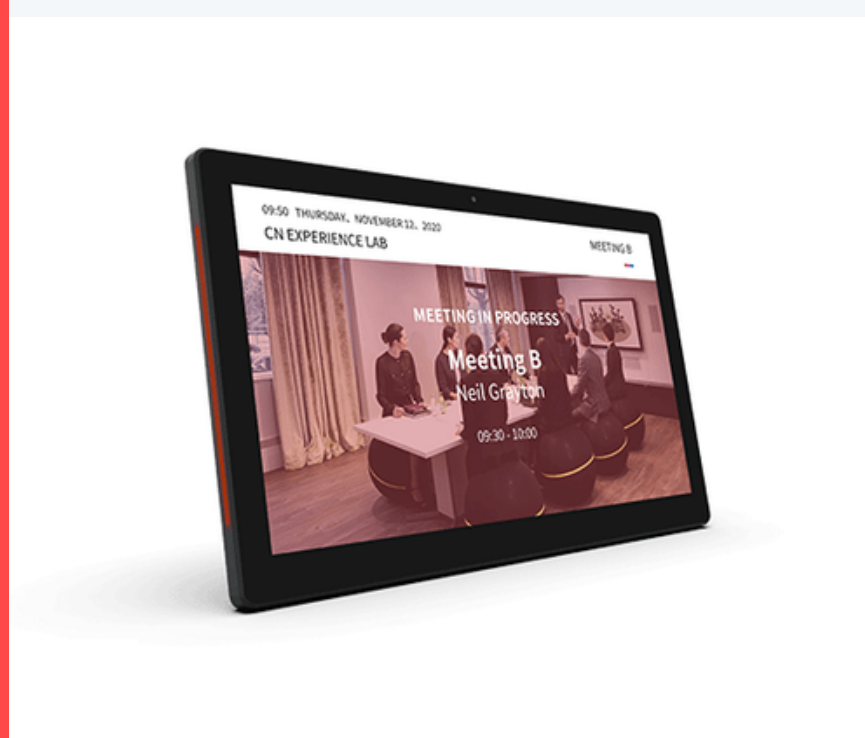 09:50 THURSDAY, NOVEMBER 12, 2020
CN EXPERIENCE LAB
MEETING B
MEETING IN PROGRESS
Meeting B
Neil Grayton
09:30 - 10:00